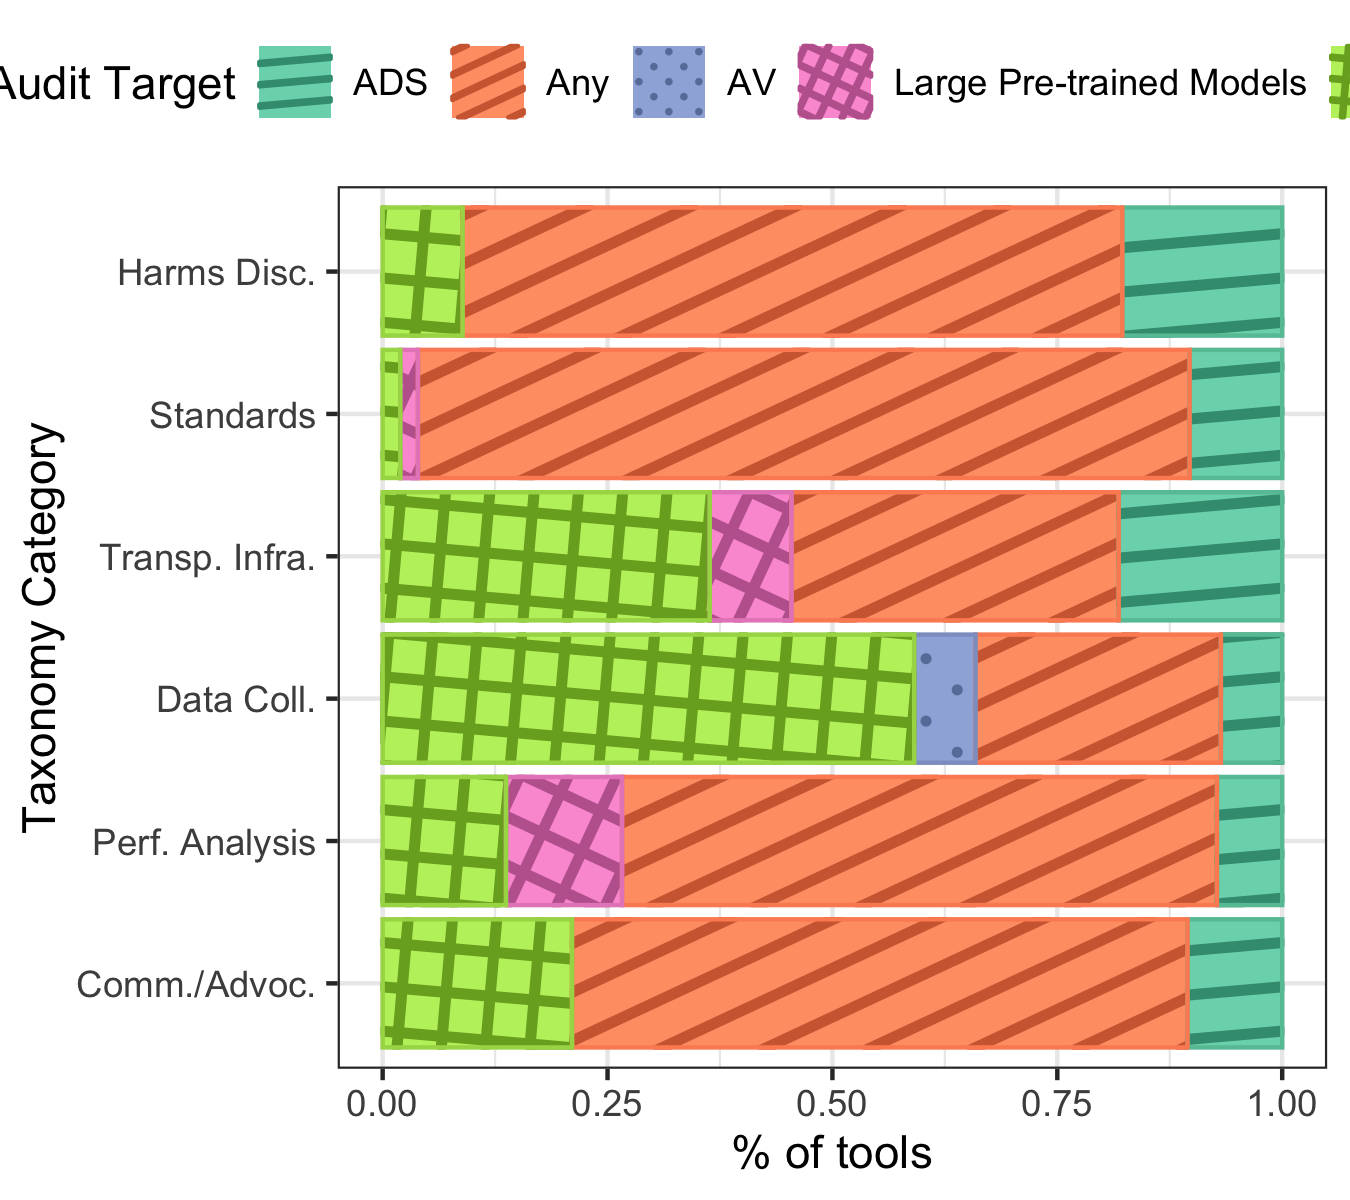 Audit Target ADS Any AV Large Pre-trained Models
Harms Disc.
Standards
Transp. Infra.
Data Coll.
Perf. Analysis
Comm./Advoc.
Taxonomy Category
0.00 0.25 0.50 0.75 1.00
% of tools